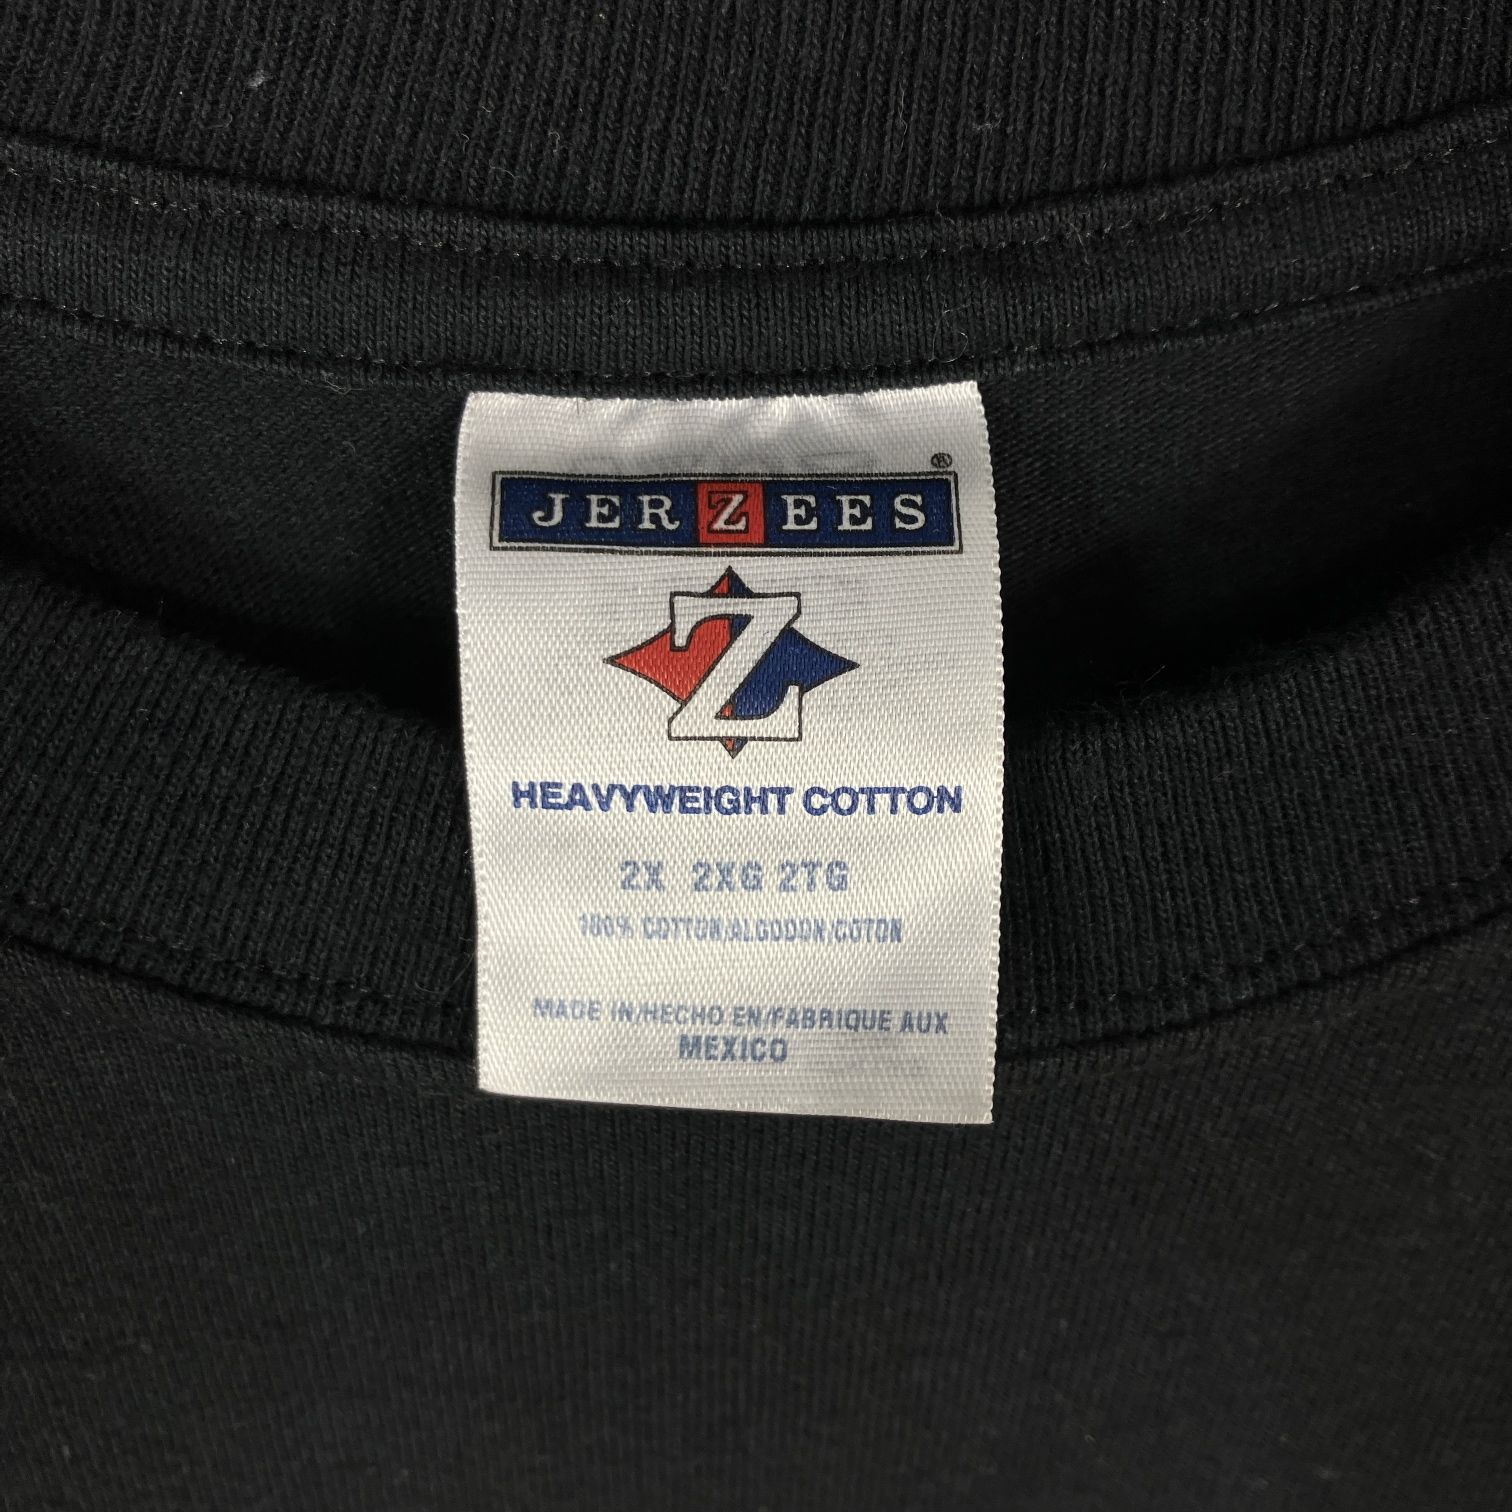 JERZEES ®
Z
HEAVYWEIGHT COTTON
2X 2XG 2TG
100% COTTON/ALGODON/COTON
MADE IN/HECHO EN/FABRIQUE AUX
MEXICO